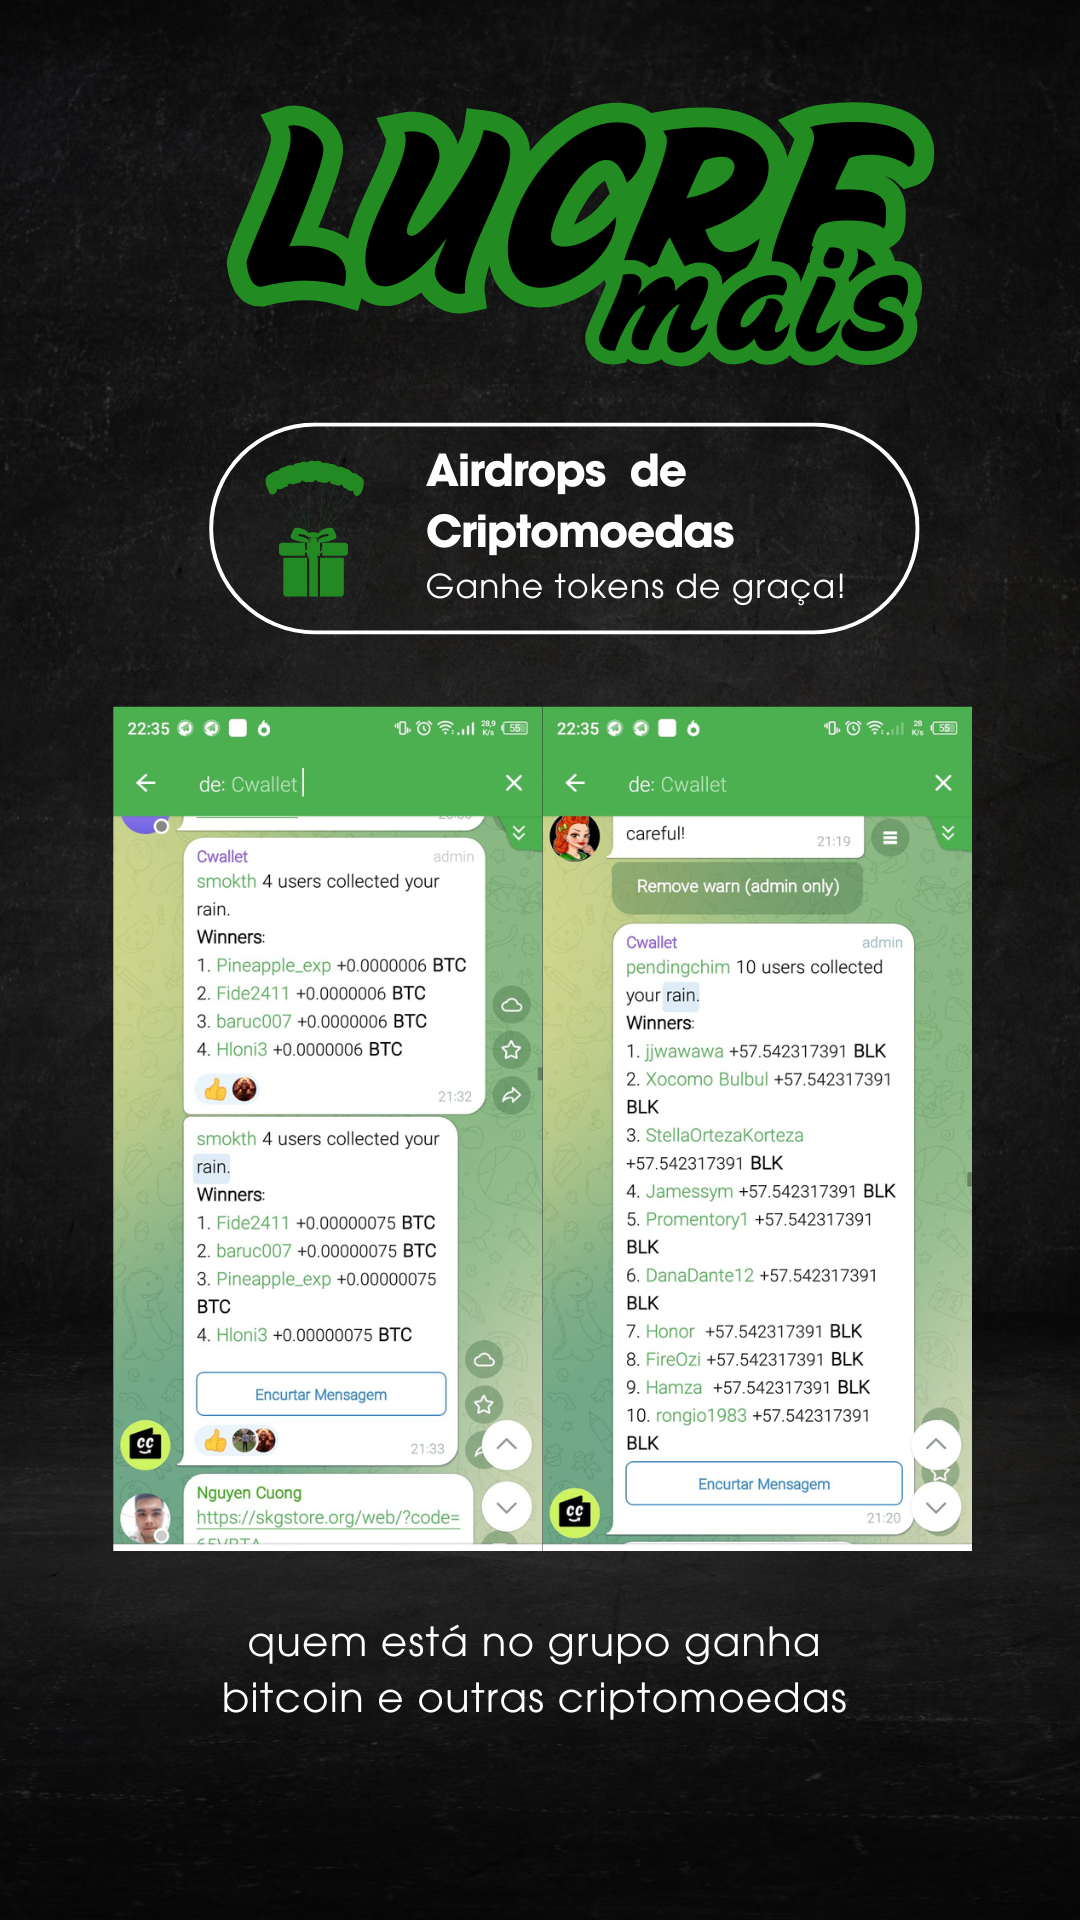 LUCRE
mais
Airdrops de
Criptomoedas
Ganhe tokens de graça!
22:35
28,9
K/s
55
de: Cwallet
Cwallet
admin
smokth 4 users collected your
rain.
Winners:
1. Pineapple_exp +0.0000006 BTC
2. Fide2411 +0.0000006 BTC
3. baruc007 +0.0000006 BTC
4. Hloni3 +0.0000006 BTC
21:32
smokth 4 users collected your
rain.
Winners:
1. Fide2411 +0.00000075 BTC
2. baruc007 +0.00000075 BTC
3. Pineapple_exp +0.00000075
BTC
4. Hloni3 +0.00000075 BTC
Encurtar Mensagem
21:33
cc
Nguyen Cuong
https://skgstore.org/web/?code=
22:35
28
K/s
55
de: Cwallet
careful!
21:19
Remove warn (admin only)
Cwallet
admin
pendingchim 10 users collected
your rain.
Winners:
1. jjwawawa +57.542317391 BLK
2. Xocomo Bulbul +57.542317391
BLK
3. StellaOrtezaKorteza
+57.542317391 BLK
4. Jamessym +57.542317391 BLK
5. Promentory1 +57.542317391
BLK
6. DanaDante12 +57.542317391
BLK
7. Honor +57.542317391 BLK
8. FireOzi +57.542317391 BLK
9. Hamza +57.542317391 BLK
10. rongio1983 +57.542317391
BLK
Encurtar Mensagem
21:20
cc
quem está no grupo ganha
bitcoin e outras criptomoedas